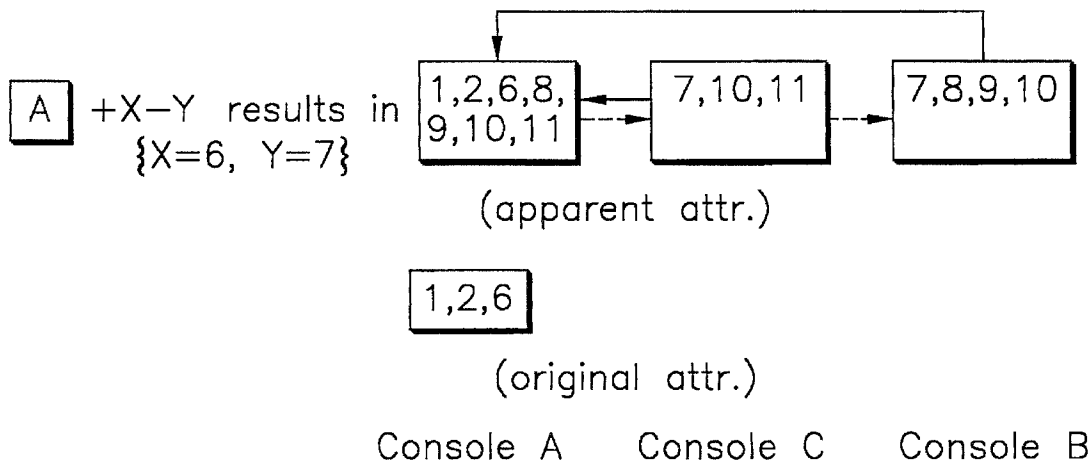 A +X−Y results in 1,2,6,8, 7,10,11 7,8,9,10
{X=6, Y=7} 9,10,11
(apparent attr.)
1,2,6
(original attr.)
Console A Console C Console B